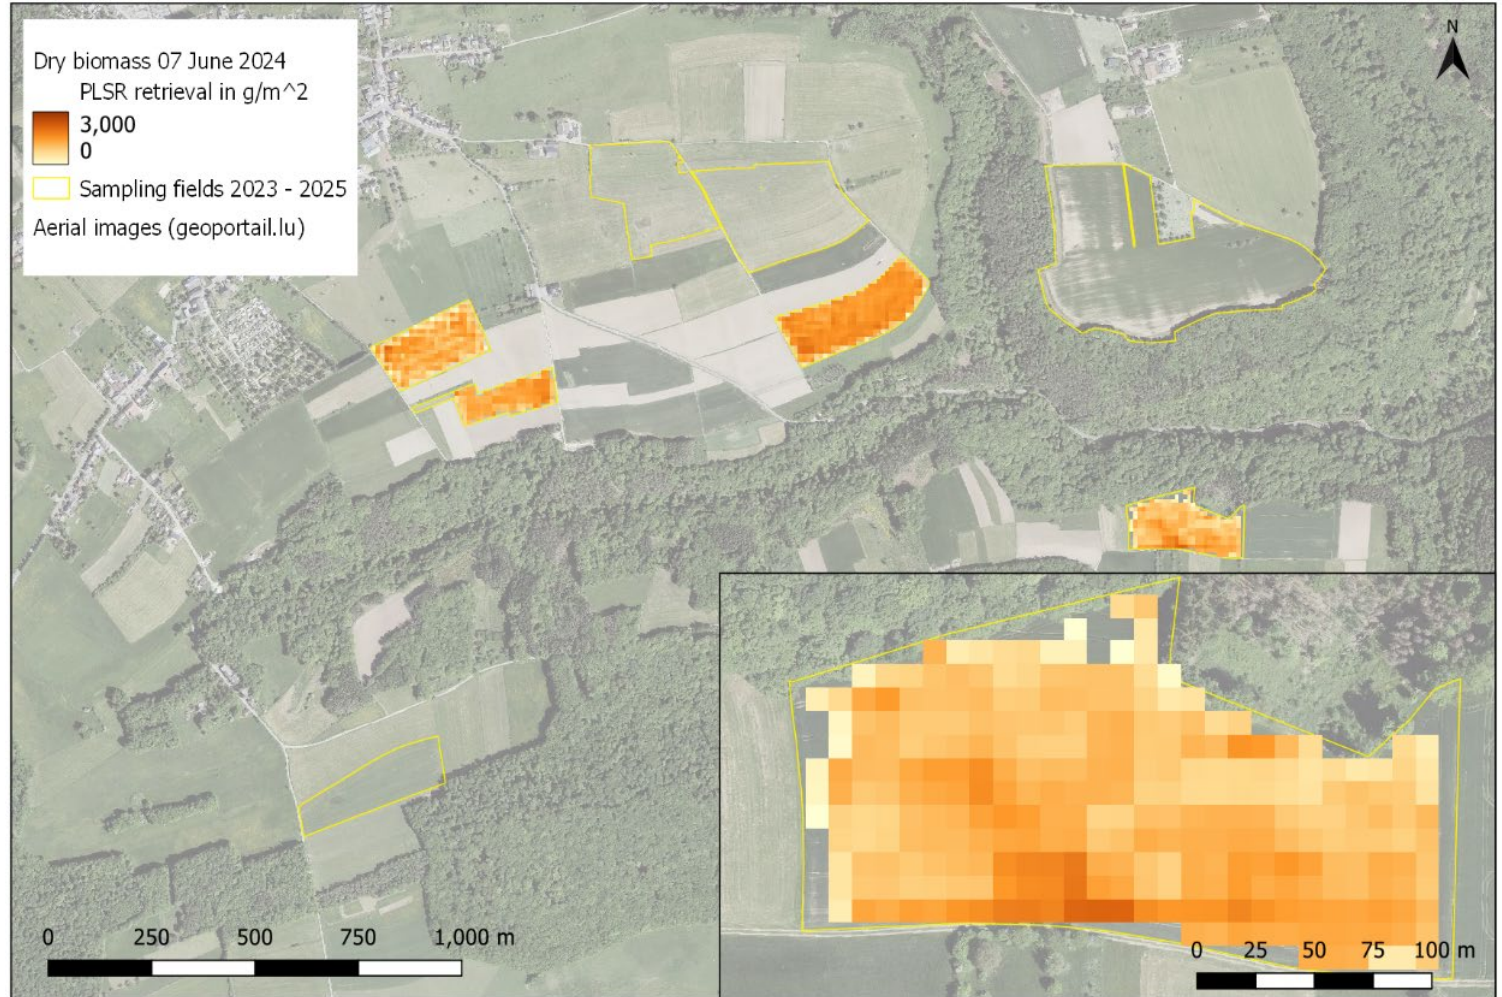 Dry biomass 07 June 2024
PLSR retrieval in g/m^2
3,000
0
Sampling fields 2023 - 2025
Aerial images (geoportail.lu)
N
0 250 500 750 1,000 m
0 25 50 75 100 m